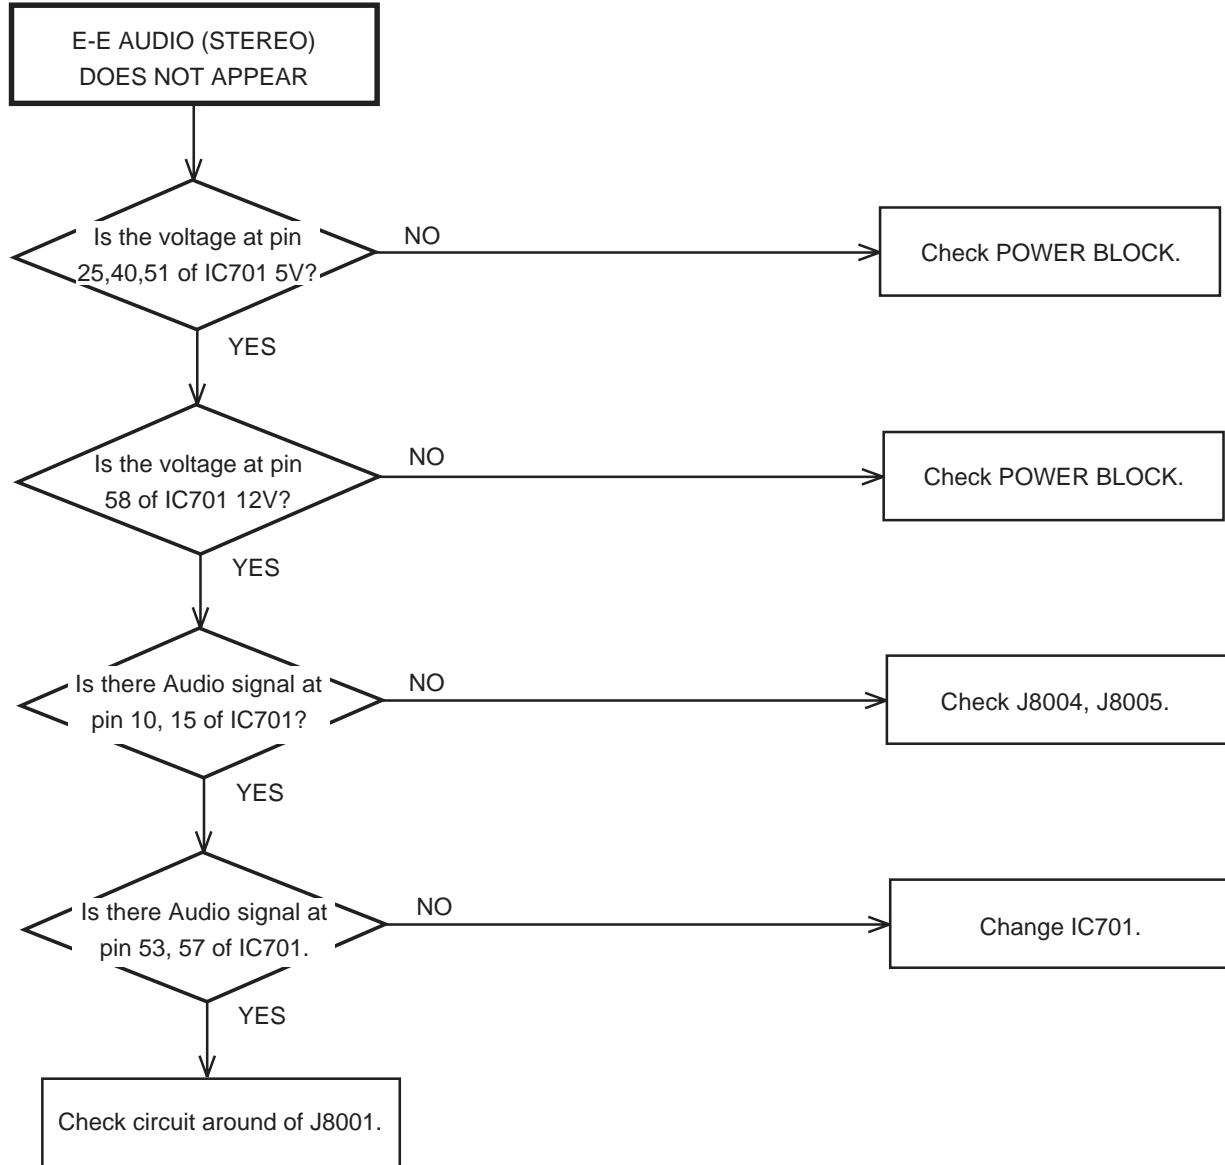 E-E AUDIO (STEREO)
DOES NOT APPEAR
Is the voltage at pin
25,40,51 of IC701 5V?
NO
Check POWER BLOCK.
YES
Is the voltage at pin
58 of IC701 12V?
NO
Check POWER BLOCK.
YES
Is there Audio signal at
pin 10, 15 of IC701?
NO
Check J8004, J8005.
YES
Is there Audio signal at
pin 53, 57 of IC701.
NO
Change IC701.
YES
Check circuit around of J8001.